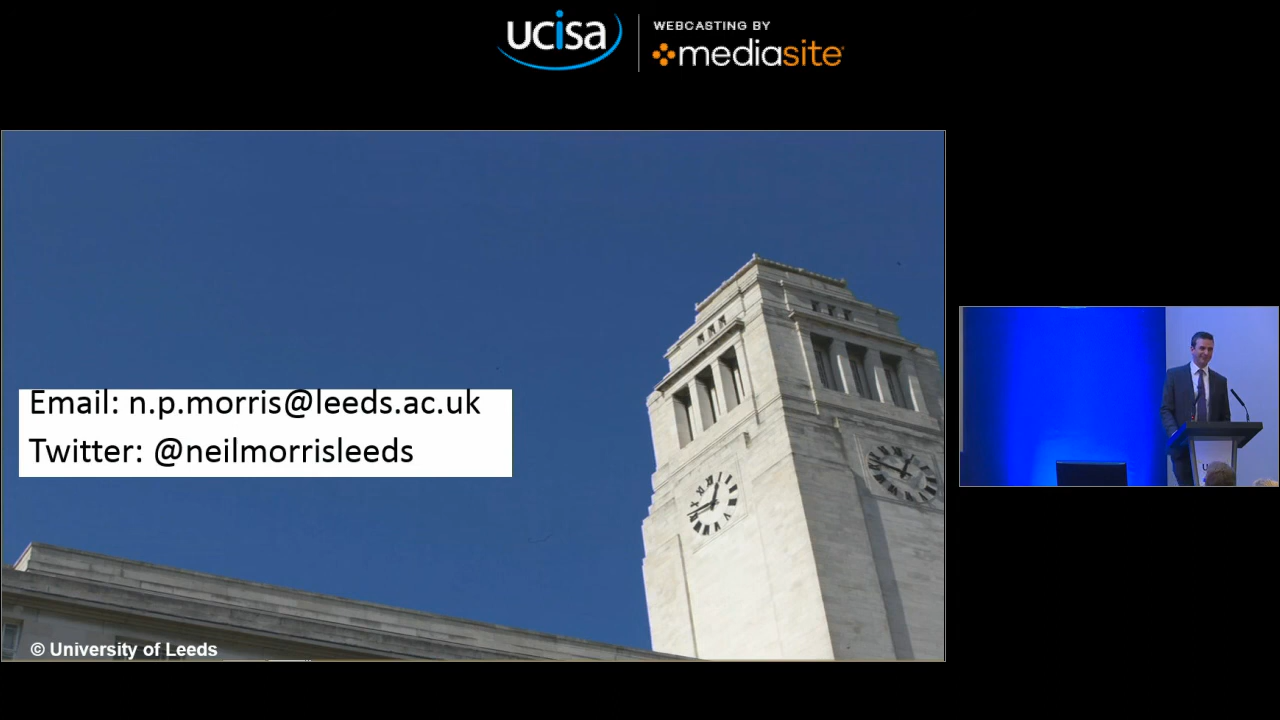 ucisa
WEBCASTING BY
mediasite
Email: n.p.morris@leeds.ac.uk
Twitter: @neilmorrisleeds
© University of Leeds